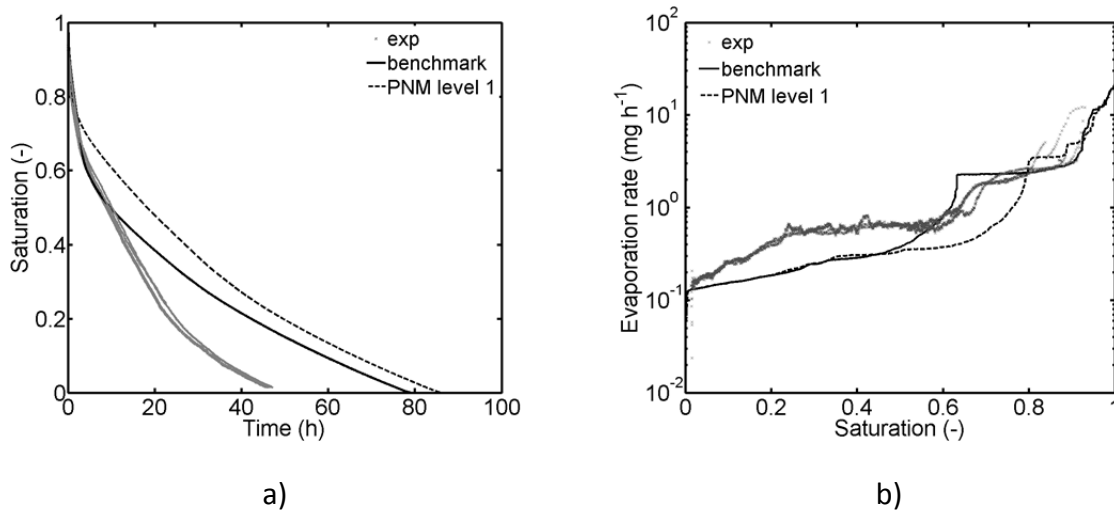 exp
benchmark
PNM level 1
Saturation (-)
1
0.8
0.6
0.4
0.2
0
0 20 40 60 80 100
Time (h)
a)
exp
benchmark
PNM level 1
Evaporation rate (mg h⁻¹)
10²
10¹
10⁰
10⁻¹
10⁻²
0 0.2 0.4 0.6 0.8 1
Saturation (-)
b)